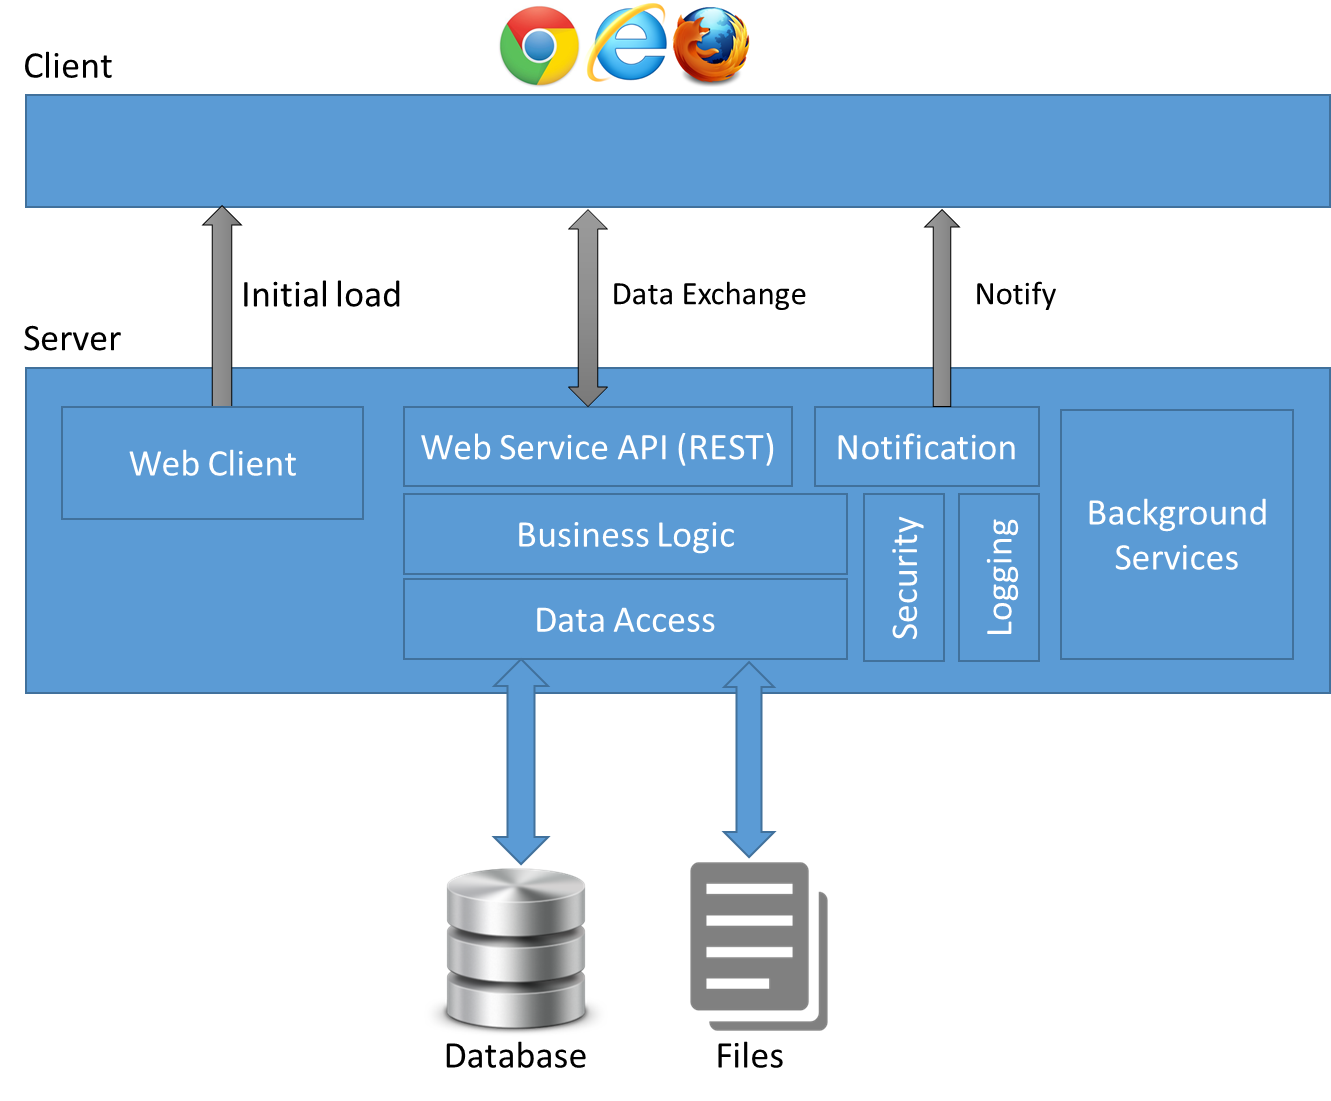 Client
Initial load
Data Exchange
Notify
Server
Web Client
Web Service API (REST)
Notification
Business Logic
Security
Logging
Background
Services
Data Access
Database
Files